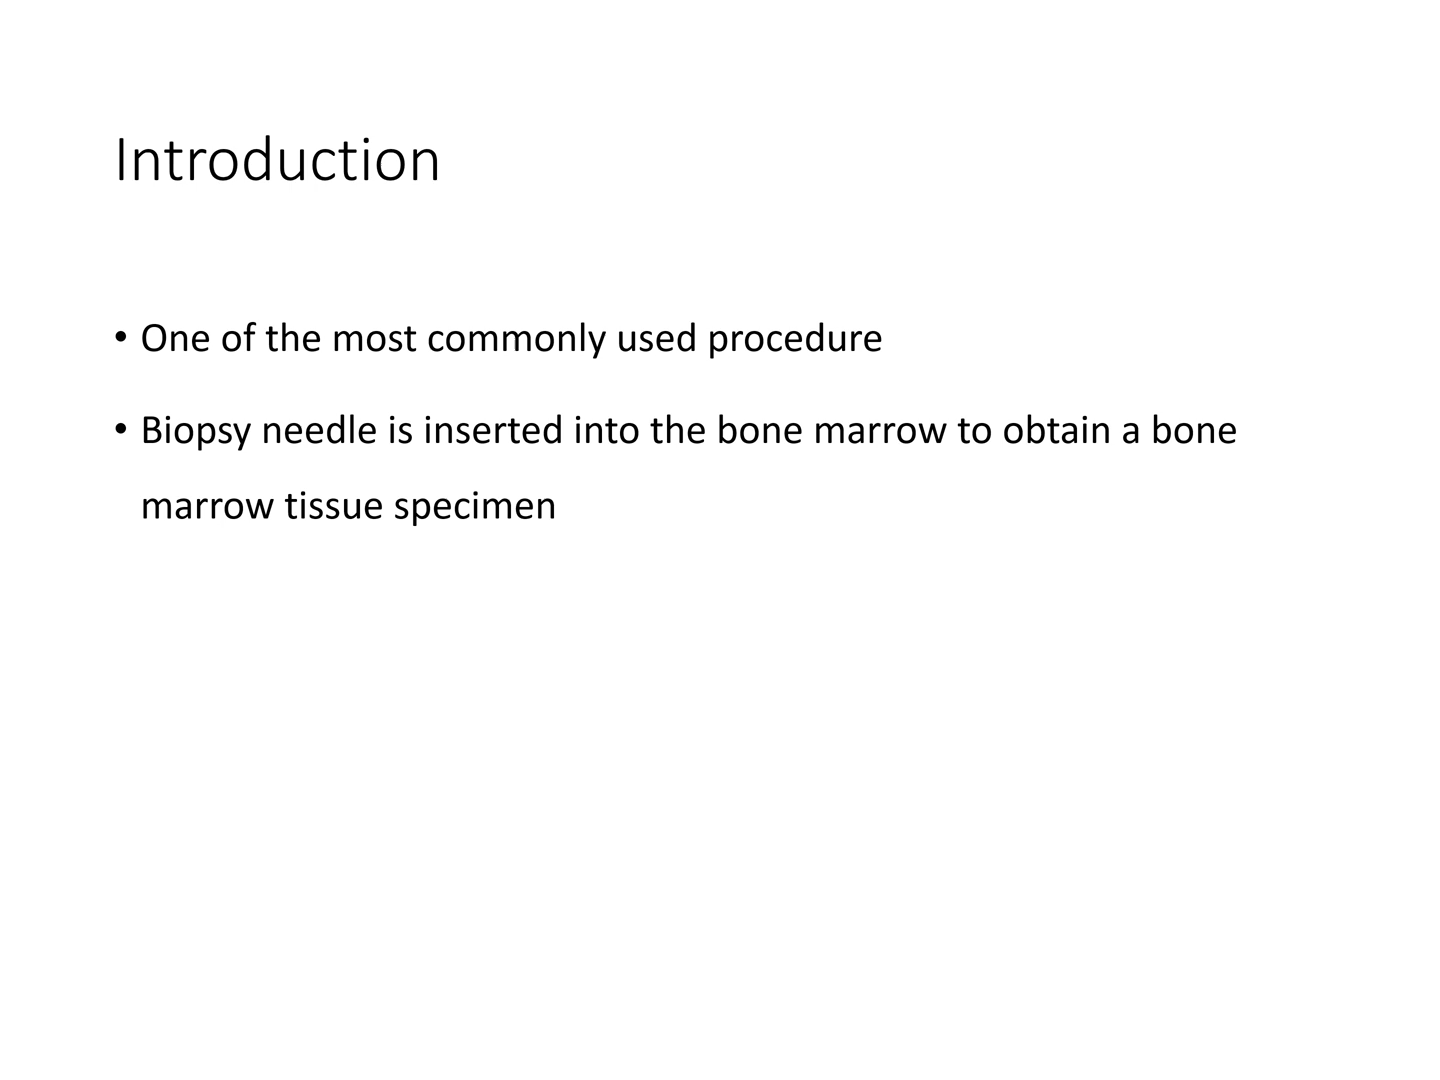 Introduction
• One of the most commonly used procedure
• Biopsy needle is inserted into the bone marrow to obtain a bone
marrow tissue specimen